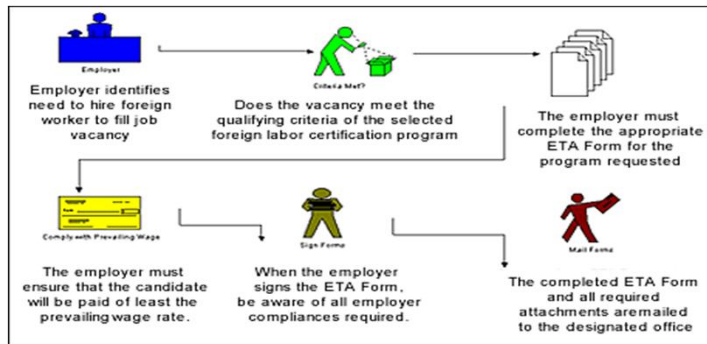 Employer
Employer identifies
need to hire foreign
worker to fill job
vacancy
Criteria Met?
Does the vacancy meet the
qualifying criteria of the selected
foreign labor certification program
The employer must
complete the appropriate
ETA Form for the
program requested
Comply with Prevailing Wage
The employer must
ensure that the candidate
will be paid of least the
prevailing wage rate.
Sign Forms
When the employer
signs the ETA Form,
be aware of all employer
compliances required.
Mail Forms
The completed ETA Form
and all required
attachments aremailed
to the designated office